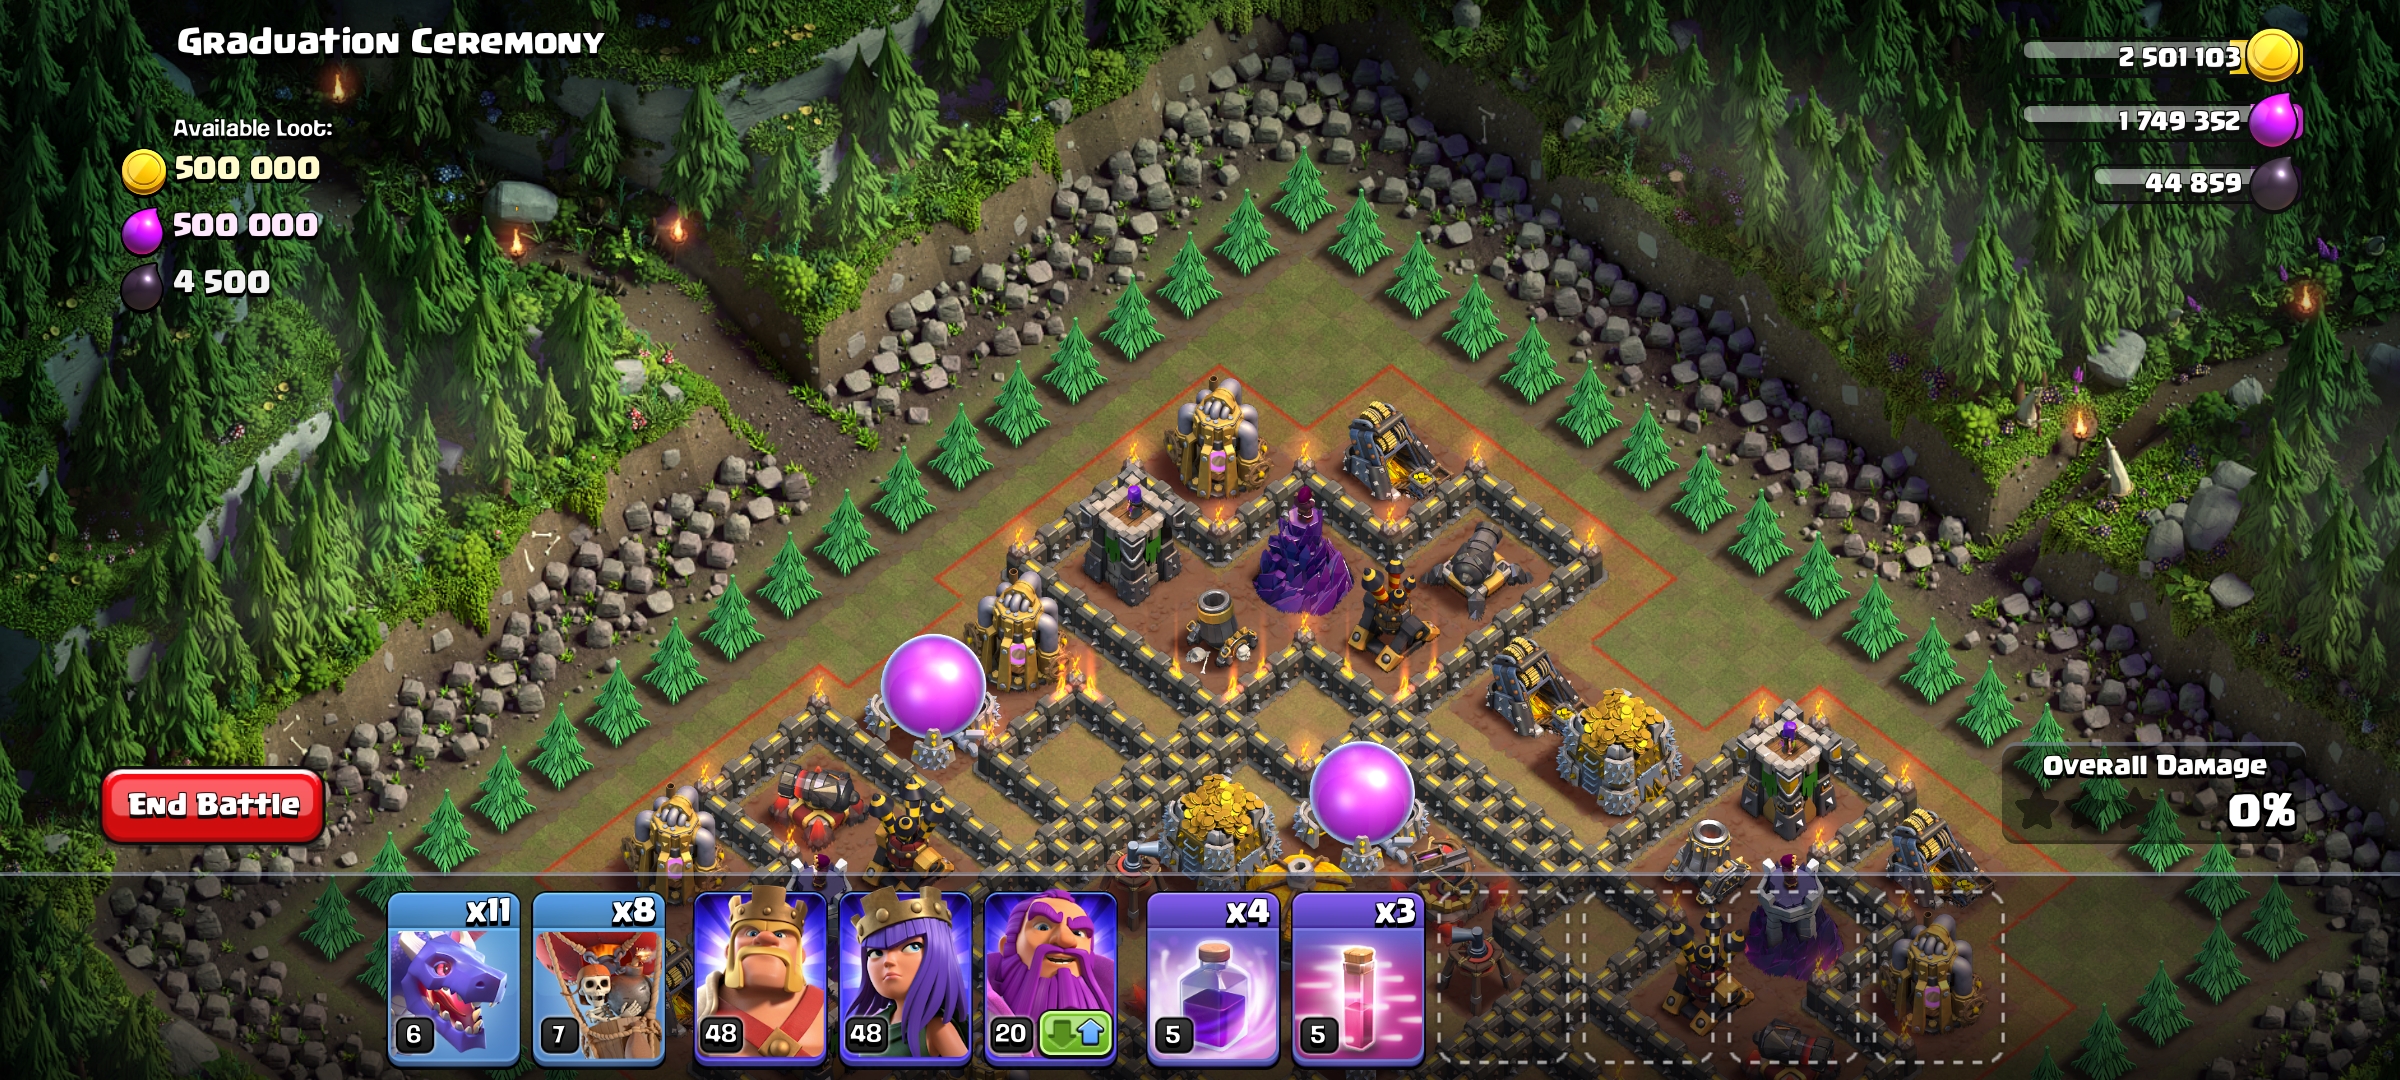 Graduation Ceremony
2 501 103
Available Loot:
500 000
1 749 352
500 000
44 859
4 500
End Battle
Overall Damage
0%
x11
x8
x4
x3
6
7
48
48
20
5
5